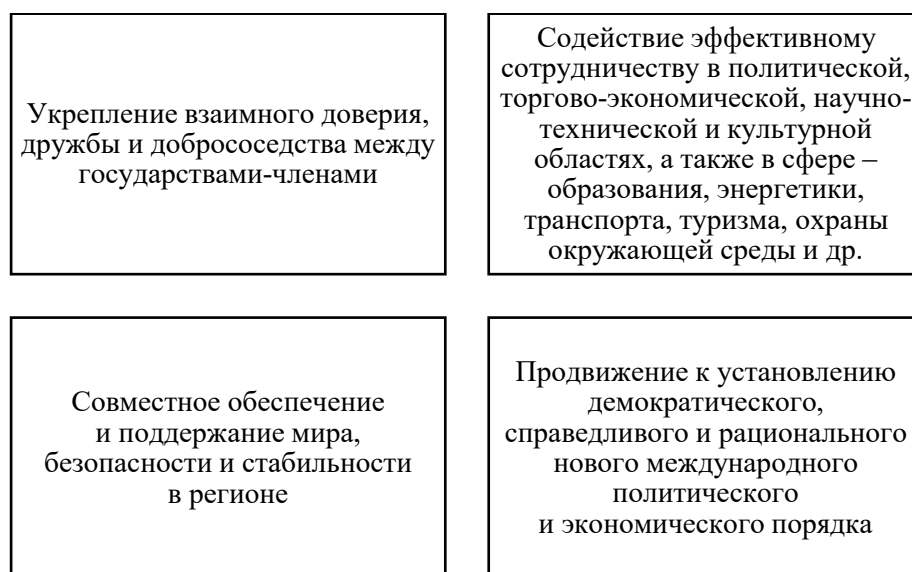 Укрепление взаимного доверия,
дружбы и добрососедства между
государствами-членами
Содействие эффективному
сотрудничеству в политической,
торгово-экономической, научно-
технической и культурной
областях, а также в сфере –
образования, энергетики,
транспорта, туризма, охраны
окружающей среды и др.
Совместное обеспечение
и поддержание мира,
безопасности и стабильности
в регионе
Продвижение к установлению
демократического,
справедливого и рационального
нового международного
политического
и экономического порядка